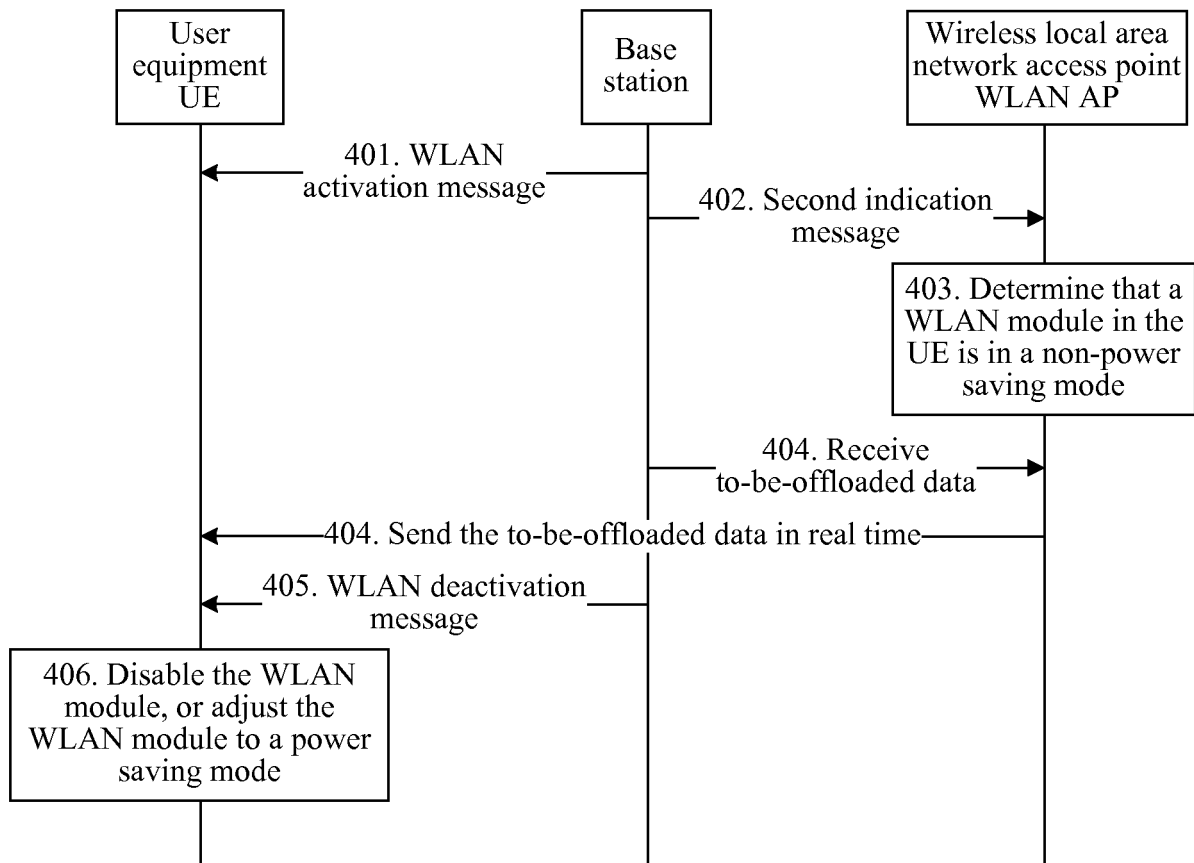 User
equipment
UE
Base
station
Wireless local area
network access point
WLAN AP
401. WLAN
activation message
402. Second indication
message
403. Determine that a
WLAN module in the
UE is in a non-power
saving mode
404. Receive
to-be-offloaded data
404. Send the to-be-offloaded data in real time
405. WLAN deactivation
message
406. Disable the WLAN
module, or adjust the
WLAN module to a power
saving mode